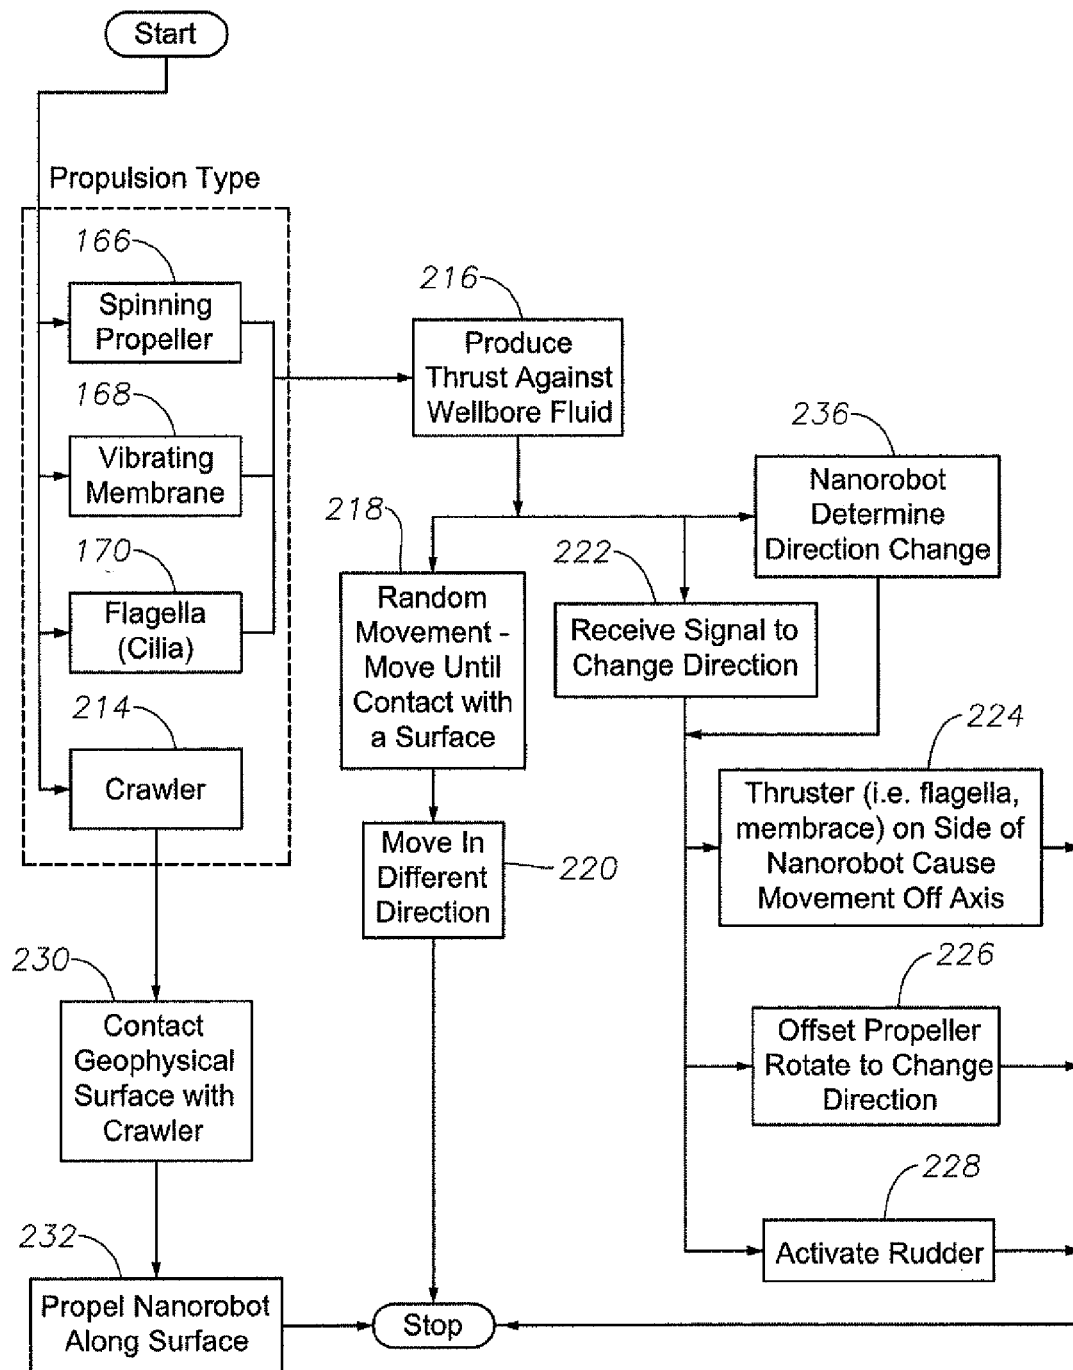 Start
Propulsion Type
166
Spinning
Propeller
168
Vibrating
Membrane
170
Flagella
(Cilia)
214
Crawler
216
Produce
Thrust Against
Wellbore Fluid
236
Nanorobot
Determine
Direction Change
218
Random
Movement -
Move Until
Contact with
a Surface
222
Receive Signal to
Change Direction
220
Move In
Different
Direction
224
Thruster (i.e. flagella,
membrace) on Side of
Nanorobot Cause
Movement Off Axis
226
Offset Propeller
Rotate to Change
Direction
228
Activate Rudder
230
Contact
Geophysical
Surface with
Crawler
232
Propel Nanorobot
Along Surface
Stop